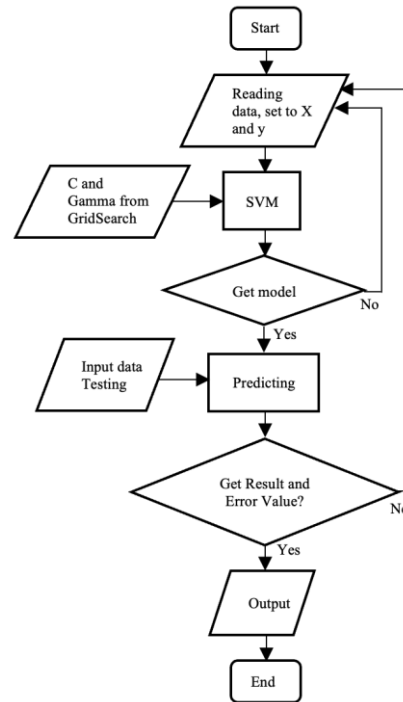 Start
Reading
data, set to X
and y
C and
Gamma from
GridSearch
SVM
Get model
No
Yes
Input data
Testing
Predicting
Get Result and
Error Value?
No
Yes
Output
End